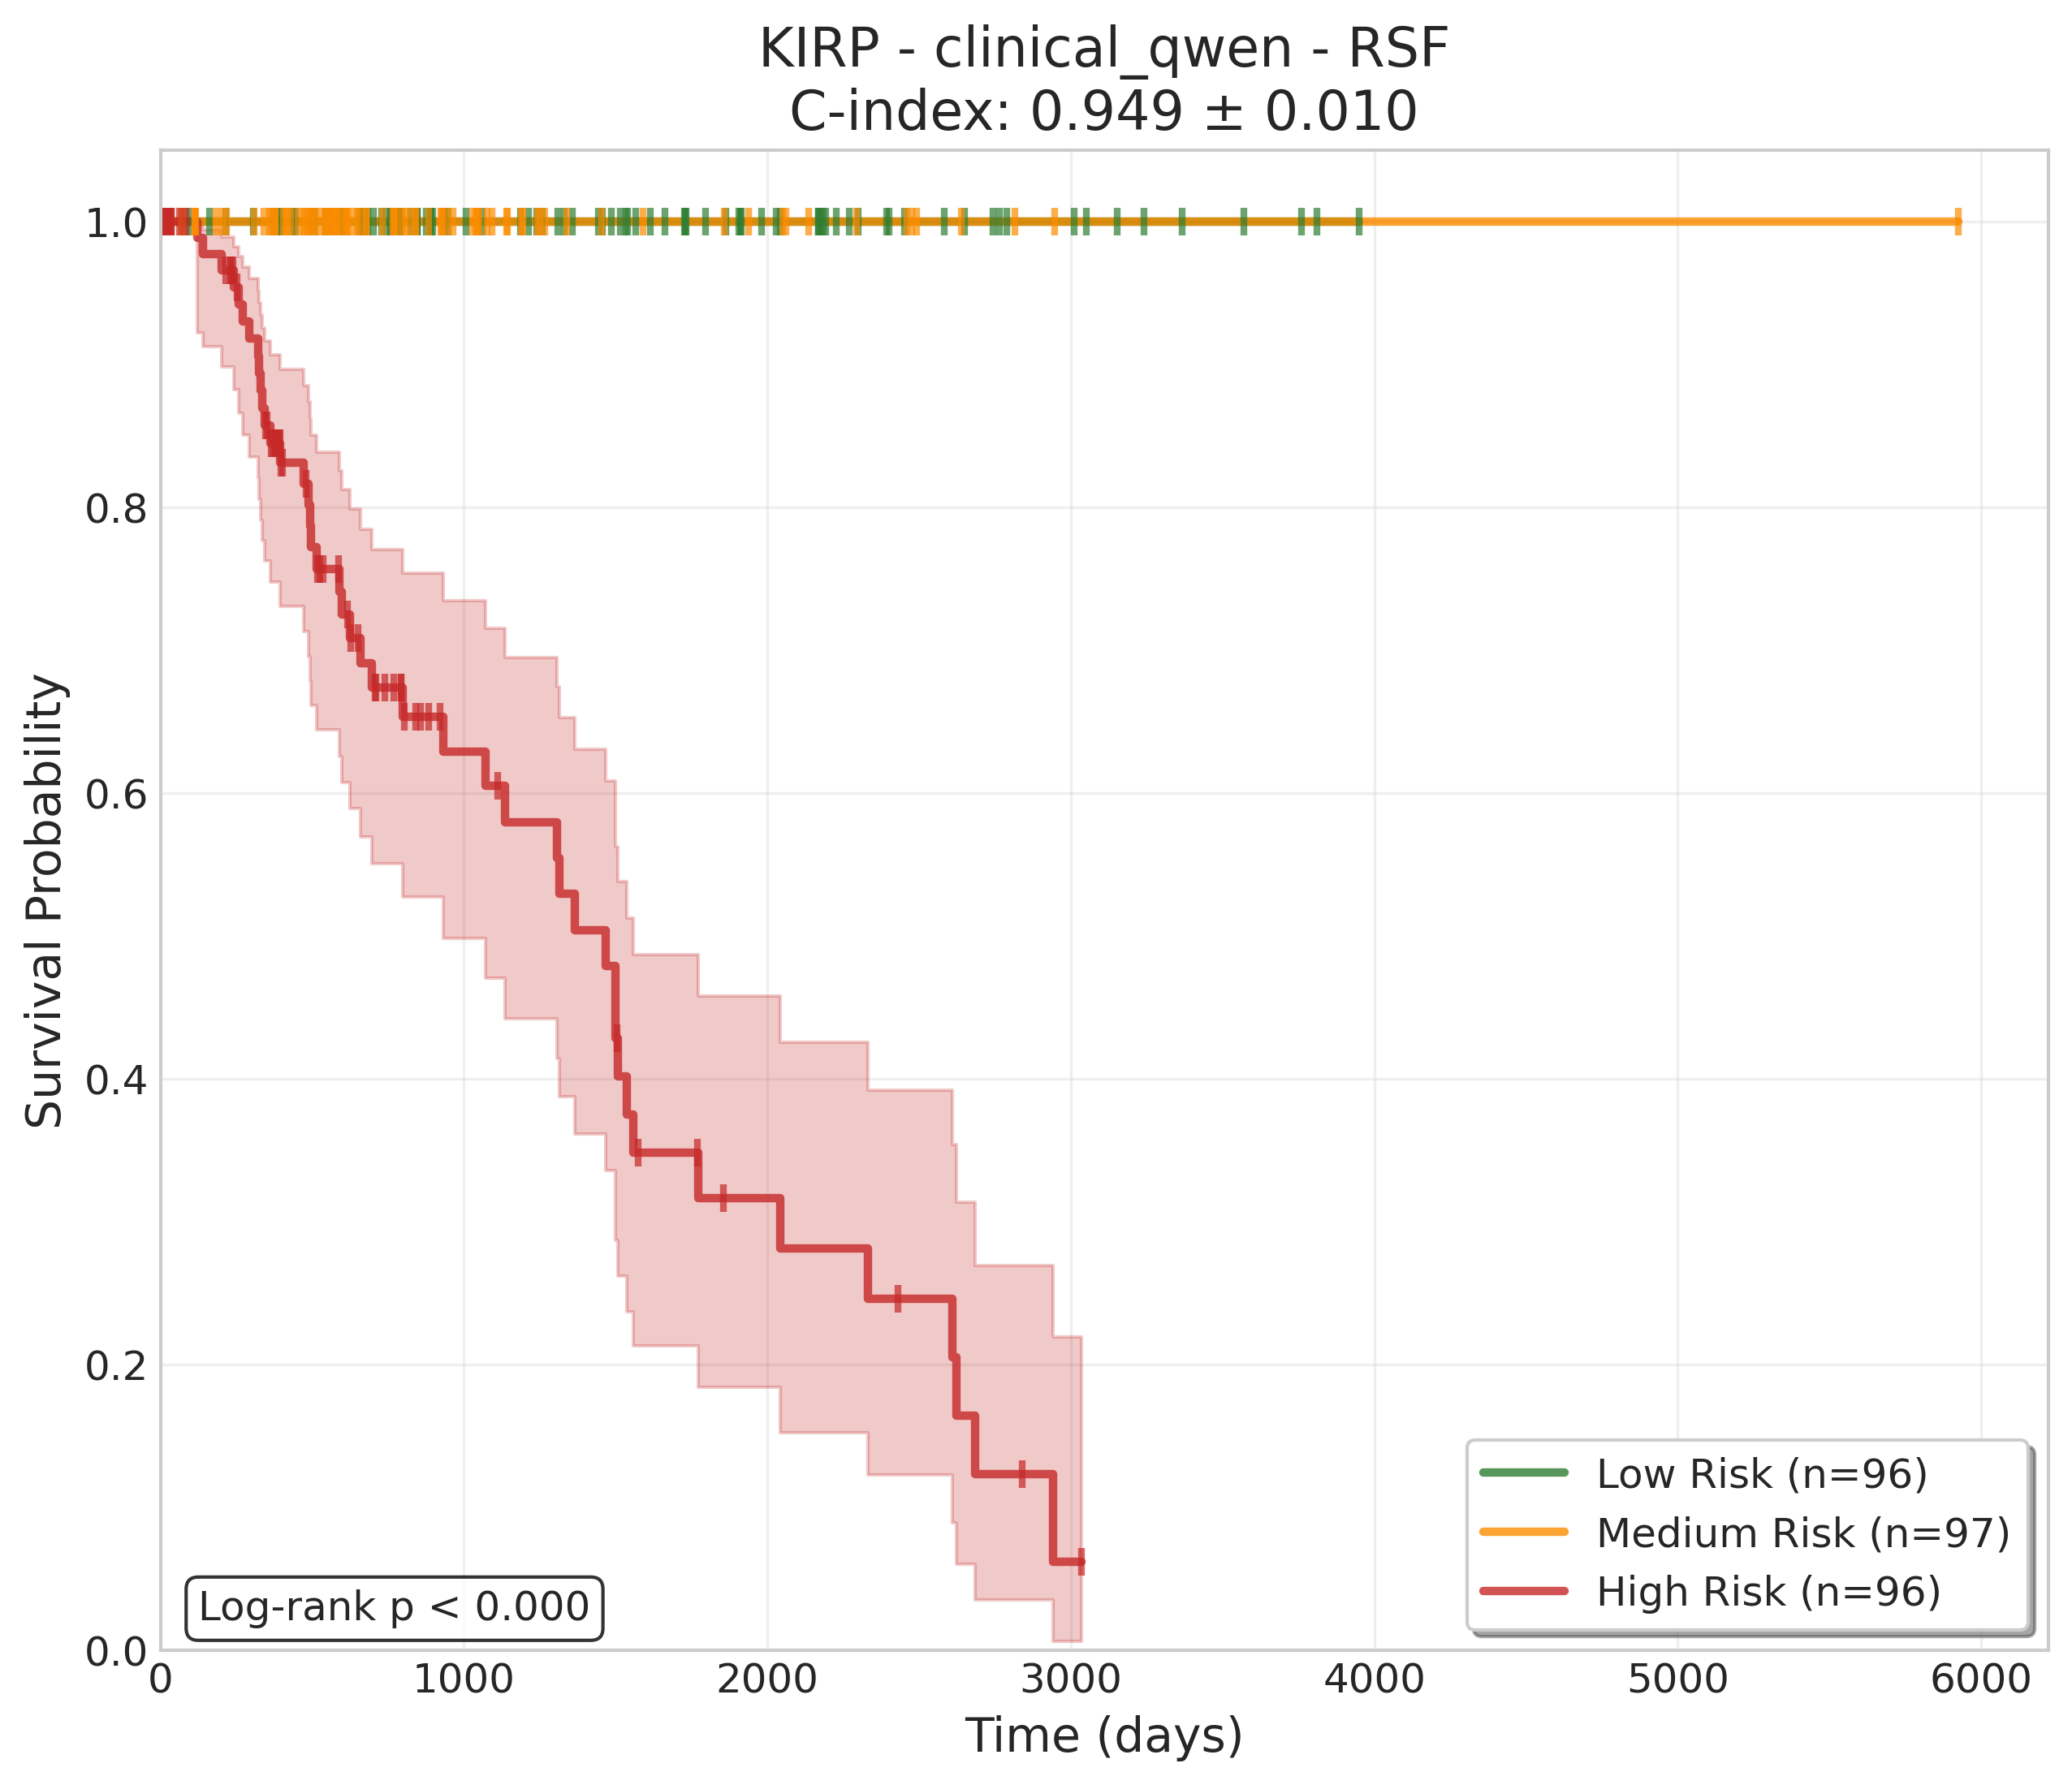 KIRP - clinical_qwen - RSF
C-index: 0.949 ± 0.010
Survival Probability
1.0
0.8
0.6
0.4
0.2
0.0
Log-rank p < 0.000
Low Risk (n=96)
Medium Risk (n=97)
High Risk (n=96)
0 1000 2000 3000 4000 5000 6000
Time (days)